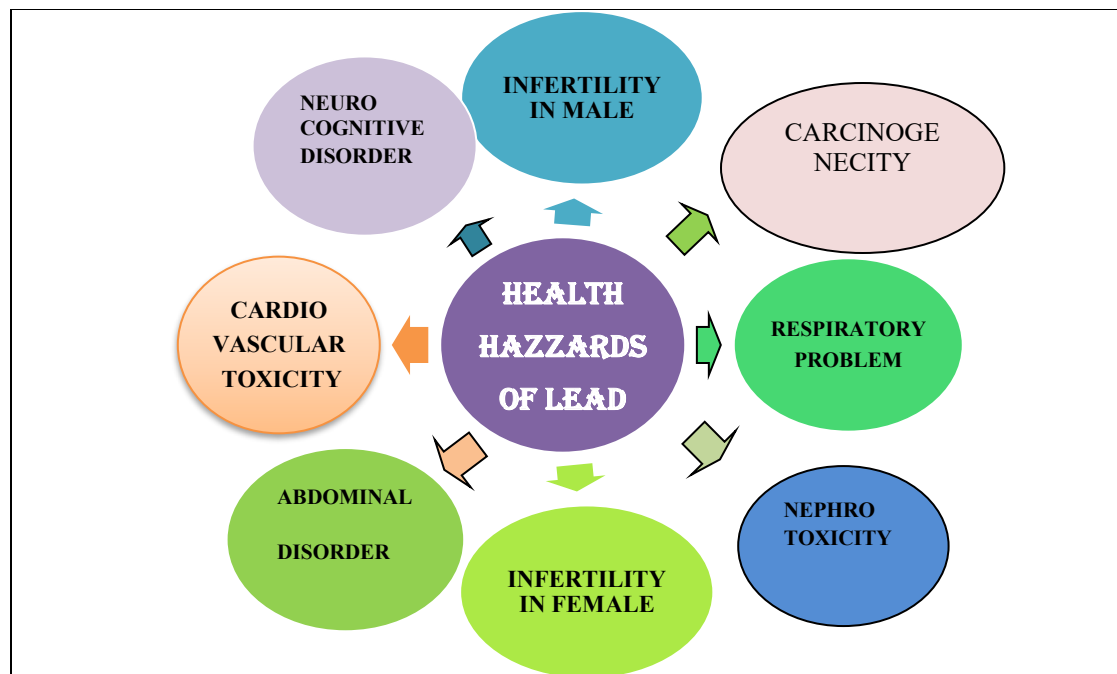 INFERTILITY
IN MALE
NEURO
COGNITIVE
DISORDER
CARCINOGE
NECITY
HEALTH
HAZZARDS
OF LEAD
CARDIO
VASCULAR
TOXICITY
RESPIRATORY
PROBLEM
ABDOMINAL
DISORDER
NEPHRO
TOXICITY
INFERTILITY
IN FEMALE